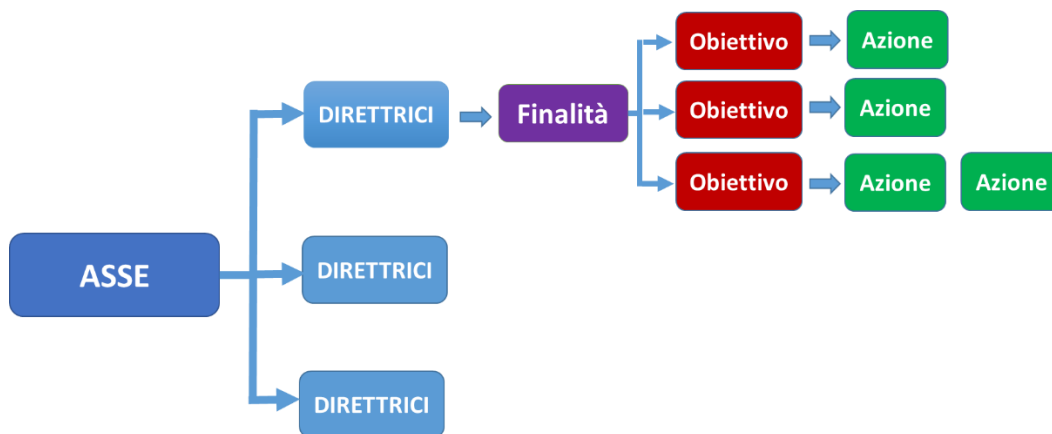 Obiettivo
Azione
DIRETTRICI
Finalità
Obiettivo
Azione
Obiettivo
Azione
Azione
ASSE
DIRETTRICI
DIRETTRICI